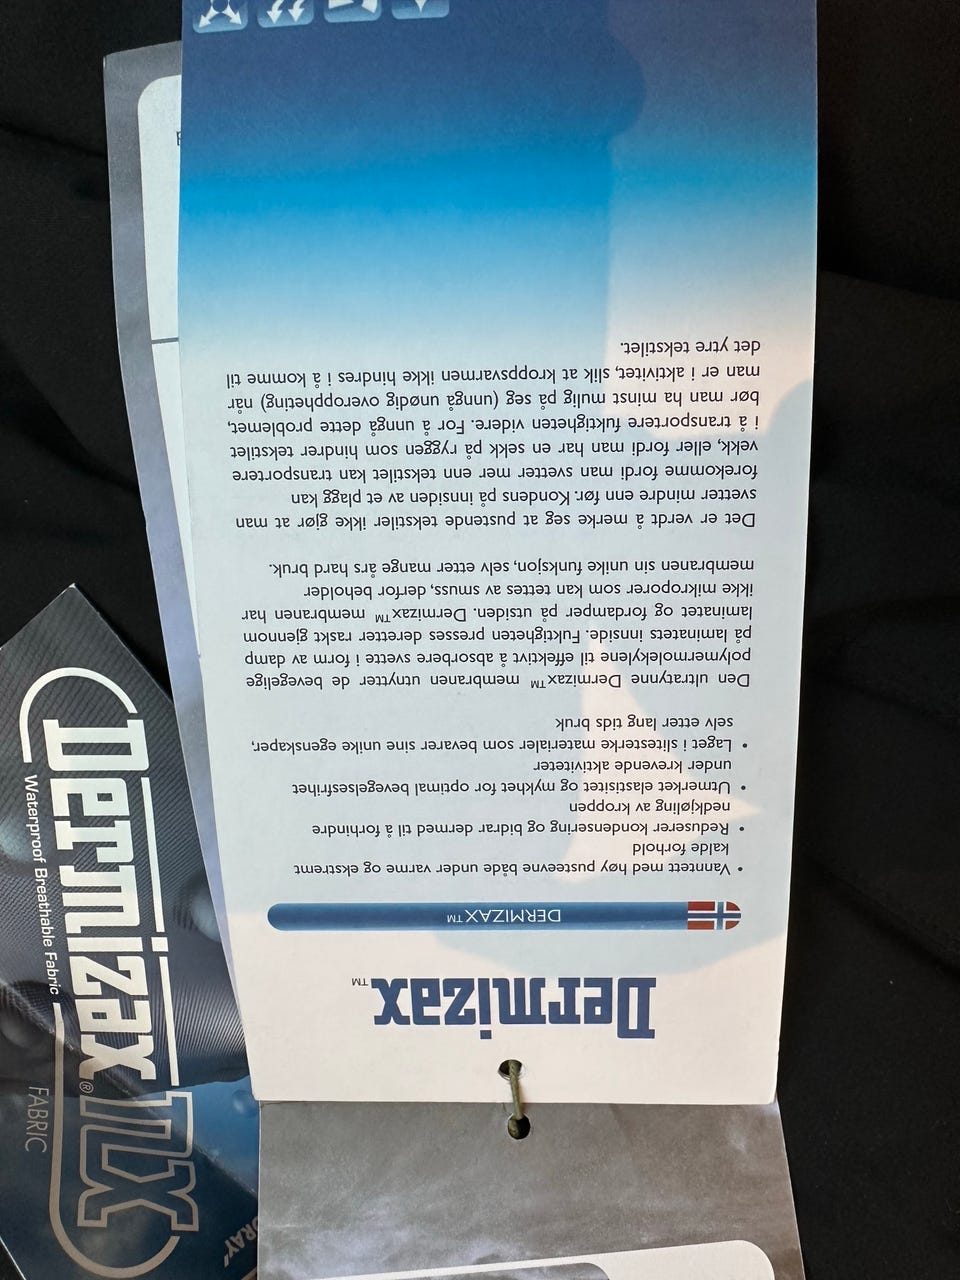 Dermizax™
DERMIZAX™
• Vanntett med høy pusteevne både under varme og ekstremt
kalde forhold
• Reduserer kondensering og bidrar dermed til å forhindre
nedkjøling av kroppen
• Utmerket elastisitet og mykhet for optimal bevegelsesfrihet
under krevende aktiviteter
• Laget i slitesterke materialer som bevarer sine unike egenskaper,
selv etter lang tids bruk
Den ultratynne Dermizax™ membranen utnytter de bevegelige
polymermolekylene til effektivt å absorbere svette i form av damp
på laminatets innside. Fuktigheten presses deretter raskt gjennom
laminatet og fordamper på utsiden. Dermizax™ membranen har
ikke mikroporer som kan tettes av smuss, derfor beholder
membranen sin unike funksjon, selv etter mange års hard bruk.
Det er verdt å merke seg at pustende tekstiler ikke gjør at man
svetter mindre enn før. Kondens på innsiden av et plagg kan
forekomme fordi man svetter mer enn tekstilet kan transportere
vekk, eller fordi man har en sekk på ryggen som hindrer tekstilet
i å transportere fuktigheten videre. For å unngå dette problemet,
bør man ha minst mulig på seg (unngå unødig overoppheting) når
man er i aktivitet, slik at kroppsvarmen ikke hindres i å komme til
det ytre tekstilet.
Dermizax® NX
Waterproof Breathable Fabric
FABRIC